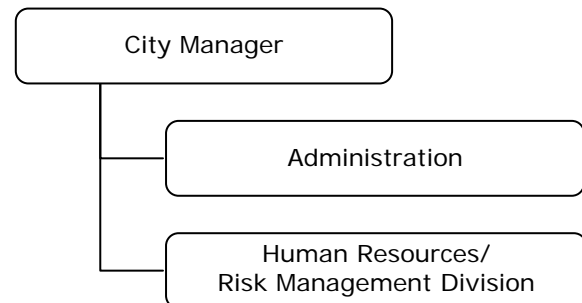 City Manager
Administration
Human Resources/
Risk Management Division